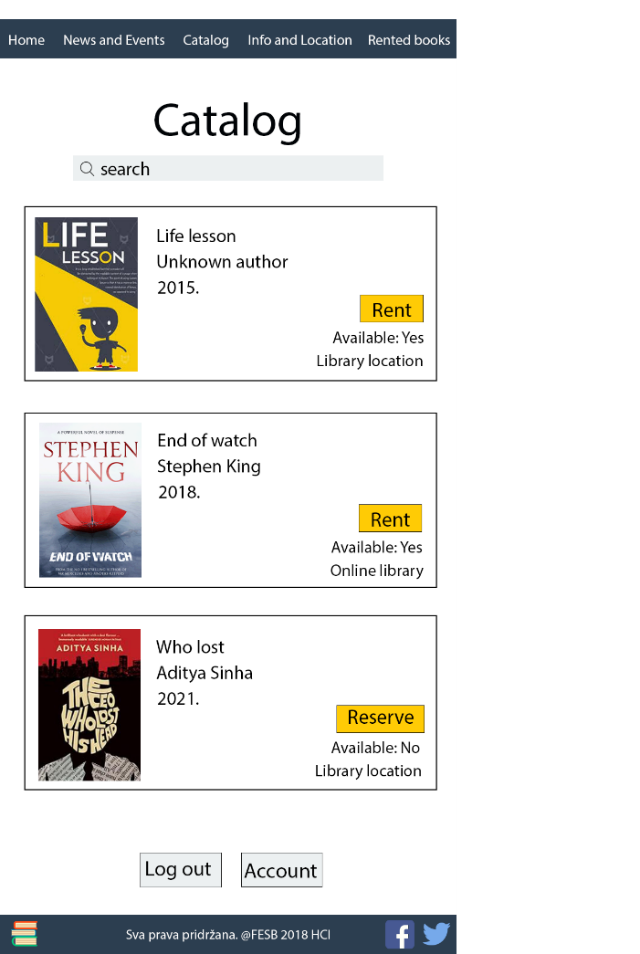 Home News and Events Catalog Info and Location Rented books
Catalog
search
LIFE
LESSON
Life lesson
Unknown author
2015.
Rent
Available: Yes
Library location
A POWERFUL NOVEL OF SUSPENSE
STEPHEN
KING
END OF WATCH
End of watch
Stephen King
2018.
Rent
Available: Yes
Online library
ADITYA SINHA
THE
CEO
WHO LOST
HIS HEAD
Who lost
Aditya Sinha
2021.
Reserve
Available: No
Library location
Log out Account
Sva prava pridržana. @FESB 2018 HCI